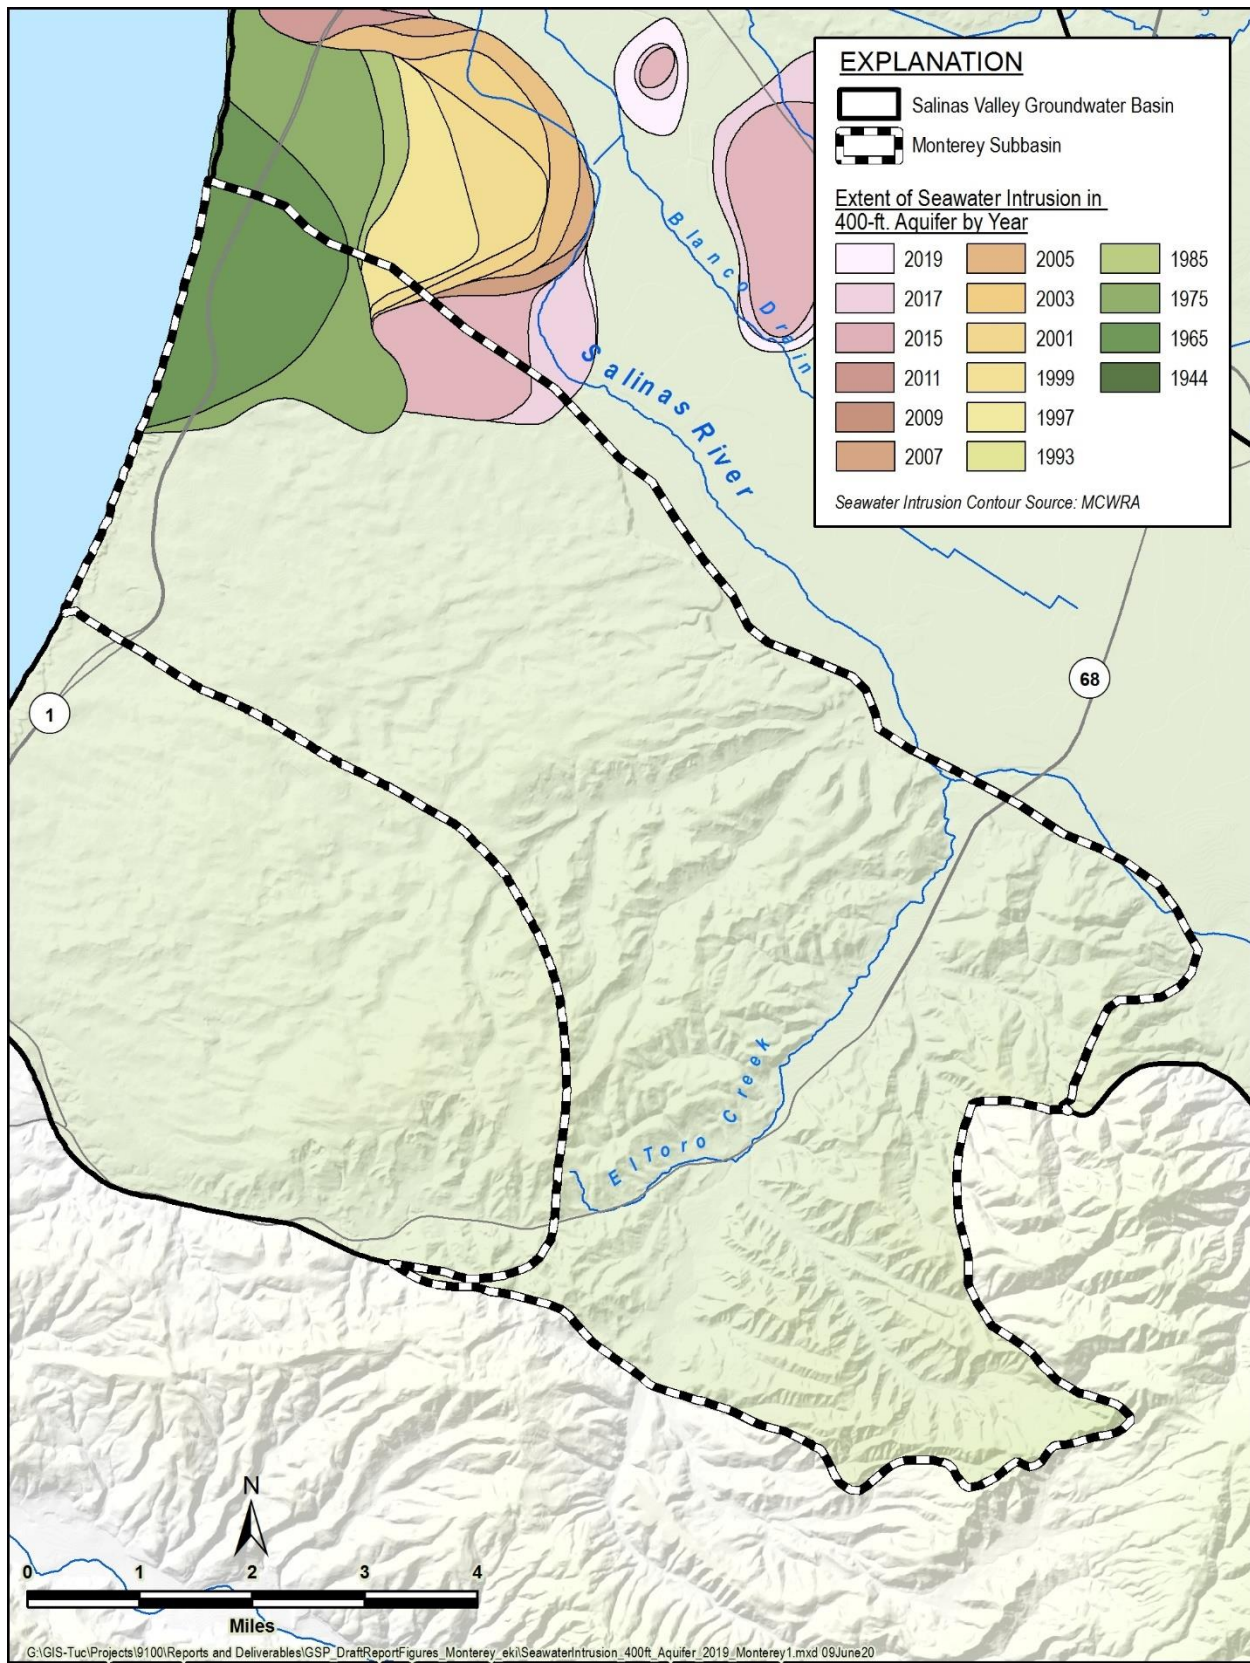 EXPLANATION
Salinas Valley Groundwater Basin
Monterey Subbasin
Extent of Seawater Intrusion in
400-ft. Aquifer by Year
2019
2005
1985
2017
2003
1975
2015
2001
1965
2011
1999
1944
2009
1997
2007
1993
Seawater Intrusion Contour Source: MCWRA
Blanco Drain
Salinas River
68
1
El Toro Creek
N
0 1 2 3 4
Miles
G:\GIS-Tuc\Projects\9100\Reports and Deliverables\GSP_DraftReportFigures_Monterey_eki\SeawaterIntrusion_400ft_Aquifer_2019_Monterey1.mxd 09June20